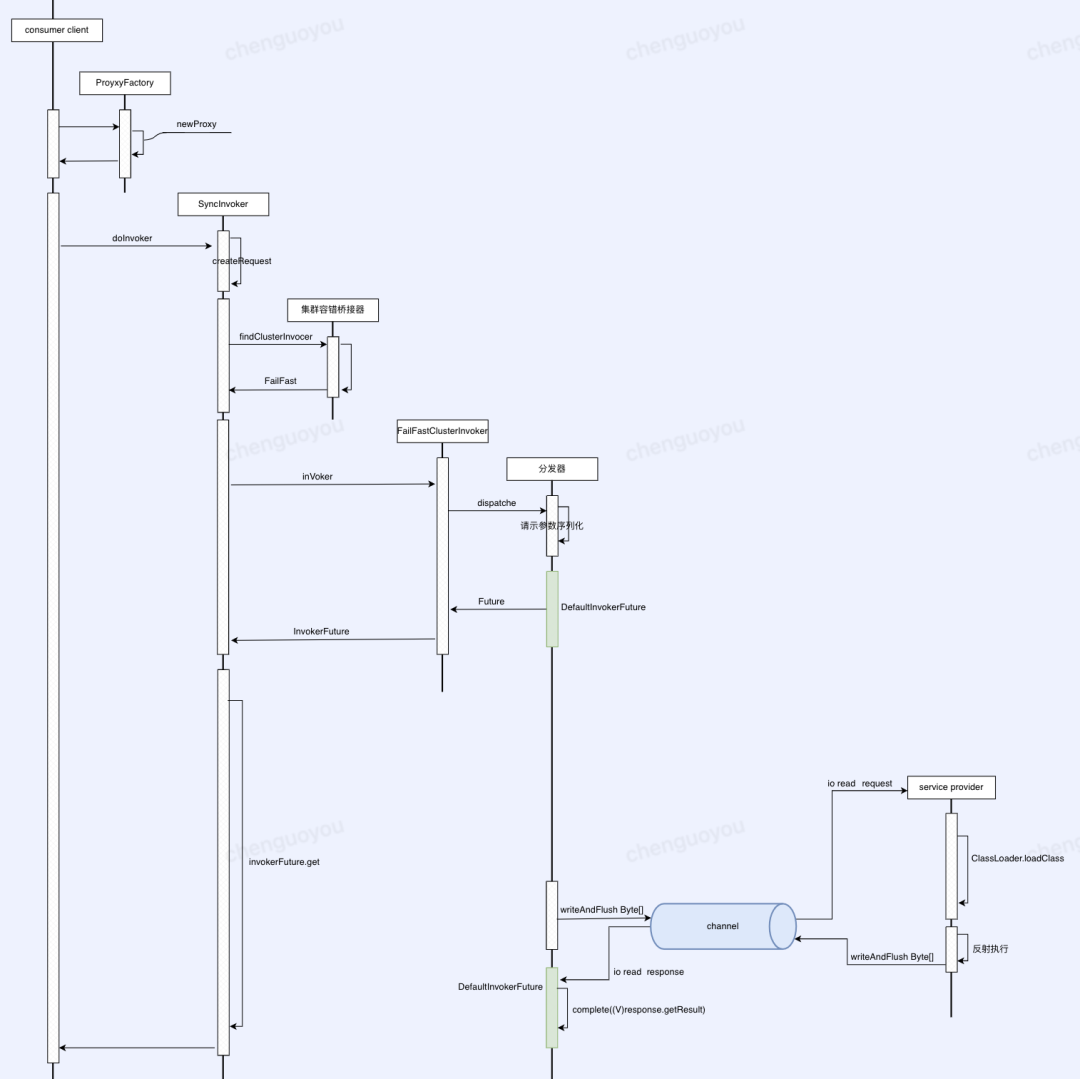 chenguoyou
chenguoyou
cheng
consumer client
ProyxyFactory
newProxy
SyncInvoker
doInvoker
createRequest
集群容错桥接器
findClusterInvocer
FailFast
chenguoyou
chenguoyou
cheng
FailFastClusterInvoker
分发器
inVoker
dispatche
请示参数序列化
Future
DefaultInvokerFuture
InvokerFuture
io read request
service provider
chenguoyou
chenguoyou
cheng
invokerFuture.get
ClassLoader.loadClass
writeAndFlush Byte[]
channel
反射执行
writeAndFlush Byte[]
io read response
DefaultInvokerFuture
complete((V)response.getResult)